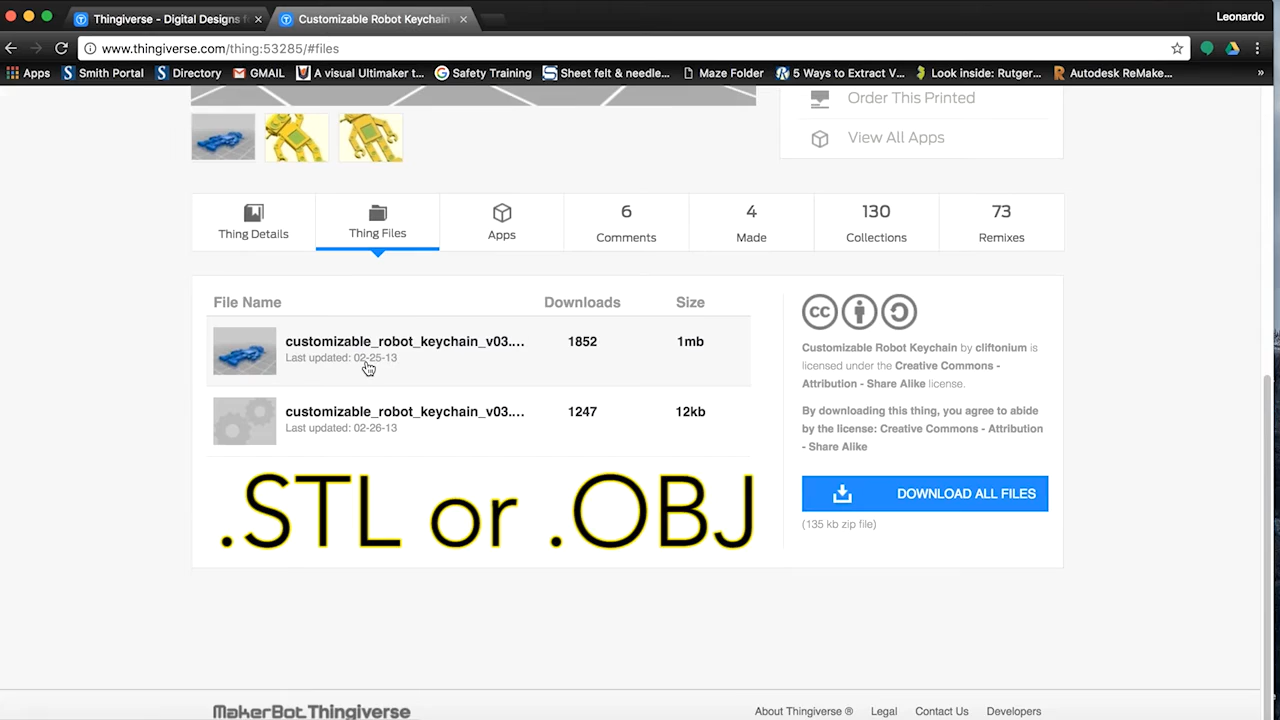 Thingiverse - Digital Designs f
Customizable Robot Keychain
Leonardo
www.thingiverse.com/thing:53285/#files
Apps
Smith Portal
Directory
GMAIL
A visual Ultimaker t...
Safety Training
Sheet felt & needle...
Maze Folder
5 Ways to Extract V...
Look inside: Rutger...
Autodesk ReMake...
»
Order This Printed
View All Apps
Thing Details
Thing Files
Apps
6
Comments
4
Made
130
Collections
73
Remixes
File Name
Downloads
Size
customizable_robot_keychain_v03....
1852
1mb
Last updated: 02-25-13
customizable_robot_keychain_v03....
1247
12kb
Last updated: 02-26-13
.STL or .OBJ
cc
Customizable Robot Keychain by cliftonium is
licensed under the Creative Commons -
Attribution - Share Alike license.
By downloading this thing, you agree to abide
by the license: Creative Commons - Attribution
- Share Alike
DOWNLOAD ALL FILES
(135 kb zip file)
MakerBot.Thingiverse
About Thingiverse ®
Legal
Contact Us
Developers